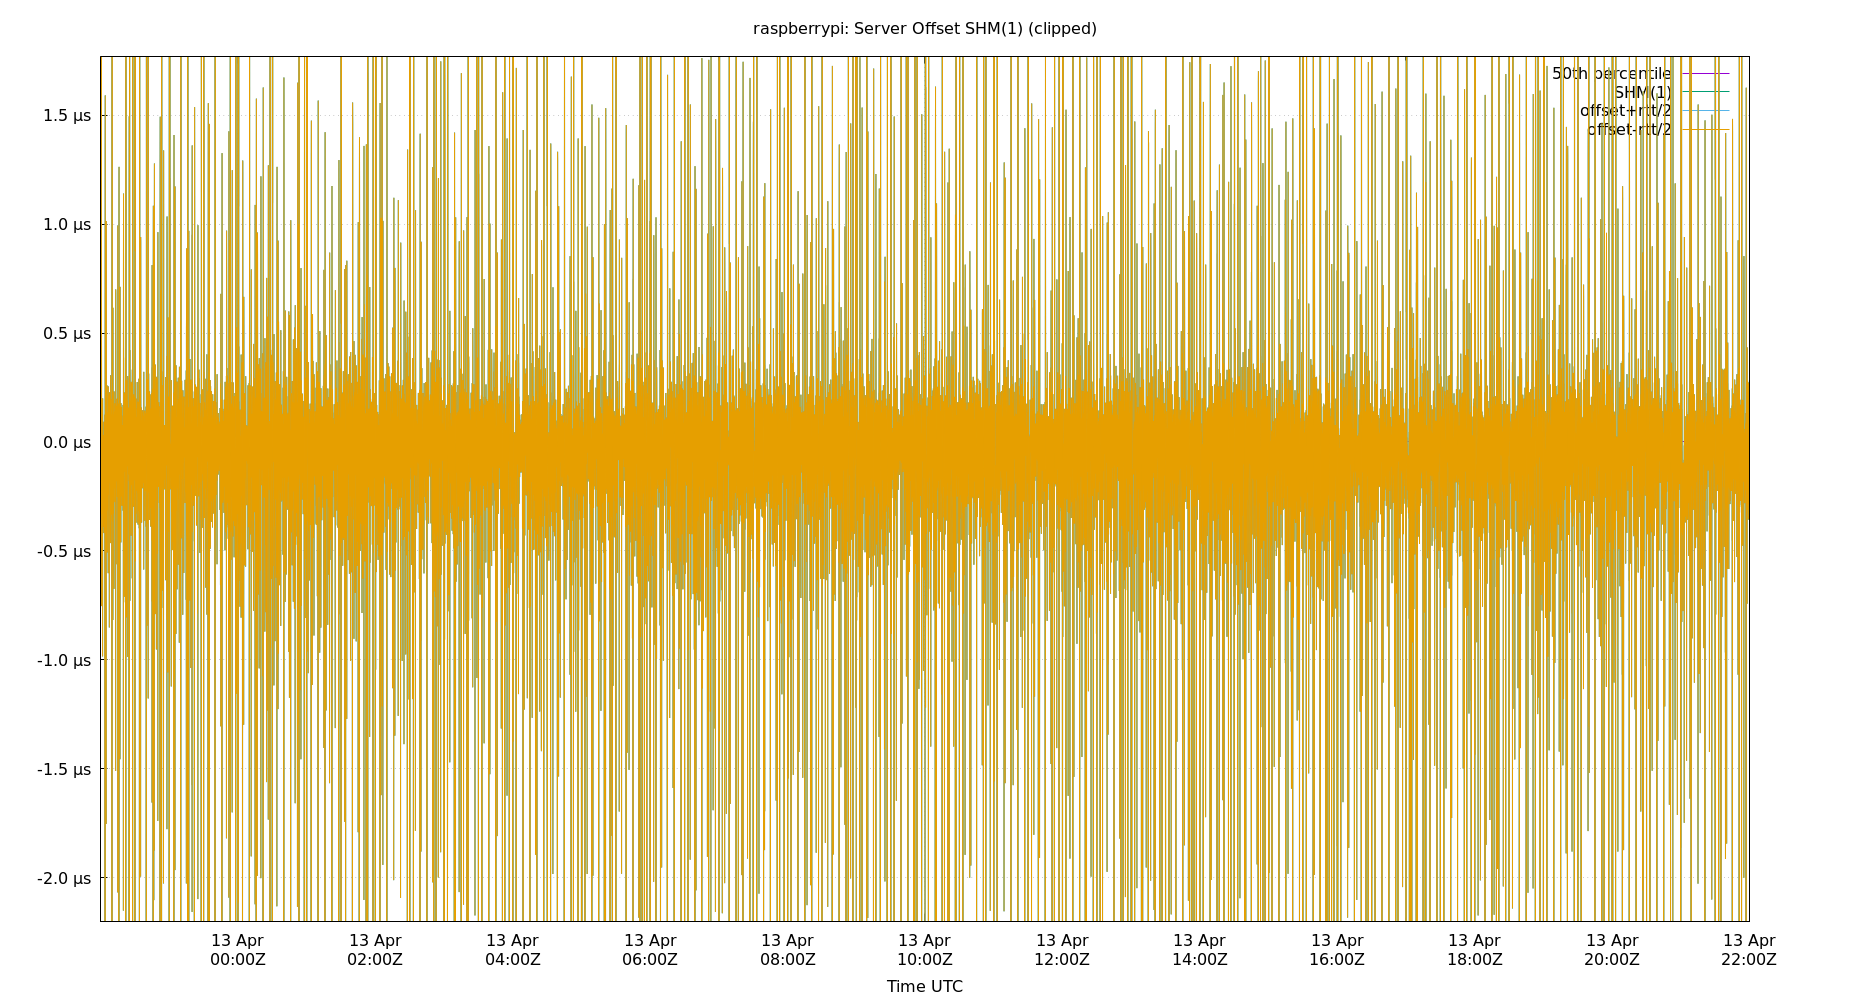 raspberrypi: Server Offset SHM(1) (clipped)
50th percentile
SHM(1)
offset+rtt/2
offset-rtt/2
1.5 µs
1.0 µs
0.5 µs
0.0 µs
-0.5 µs
-1.0 µs
-1.5 µs
-2.0 µs
13 Apr 13 Apr 13 Apr 13 Apr 13 Apr 13 Apr 13 Apr 13 Apr 13 Apr 13 Apr 13 Apr 13 Apr
00:00Z 02:00Z 04:00Z 06:00Z 08:00Z 10:00Z 12:00Z 14:00Z 16:00Z 18:00Z 20:00Z 22:00Z
Time UTC